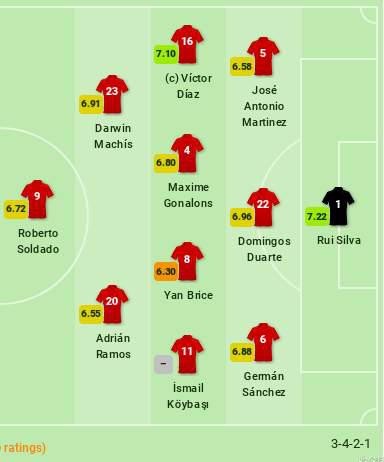 16
7.10
(c) Víctor
Díaz
5
6.58
José
Antonio
Martinez
23
6.91
Darwin
Machís
4
6.80
Maxime
Gonalons
9
6.72
Roberto
Soldado
22
6.96
Domingos
Duarte
1
7.22
Rui Silva
8
6.30
Yan Brice
20
6.55
Adrián
Ramos
11
–
İsmail
Köybaşı
6
6.88
Germán
Sánchez
e ratings)
3-4-2-1